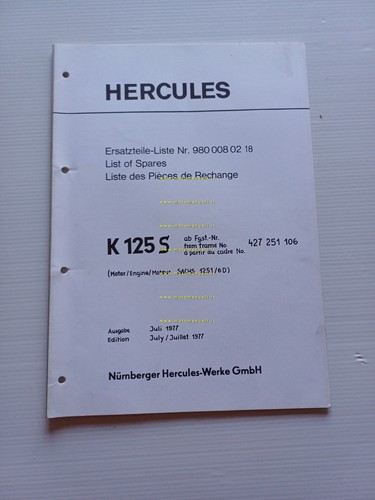 HERCULES
Ersatzteile-Liste Nr. 980 008 02 18
List of Spares
Liste des Pièces de Rechange
K 125 S
ab Fgst.-Nr.
from frame No. 427 251 106
à partir du cadre No.
(Motor/Engine/Moteur SACHS 1251/6D)
Ausgabe Juli 1977
Edition July/Juillet 1977
Nürnberger Hercules-Werke GmbH